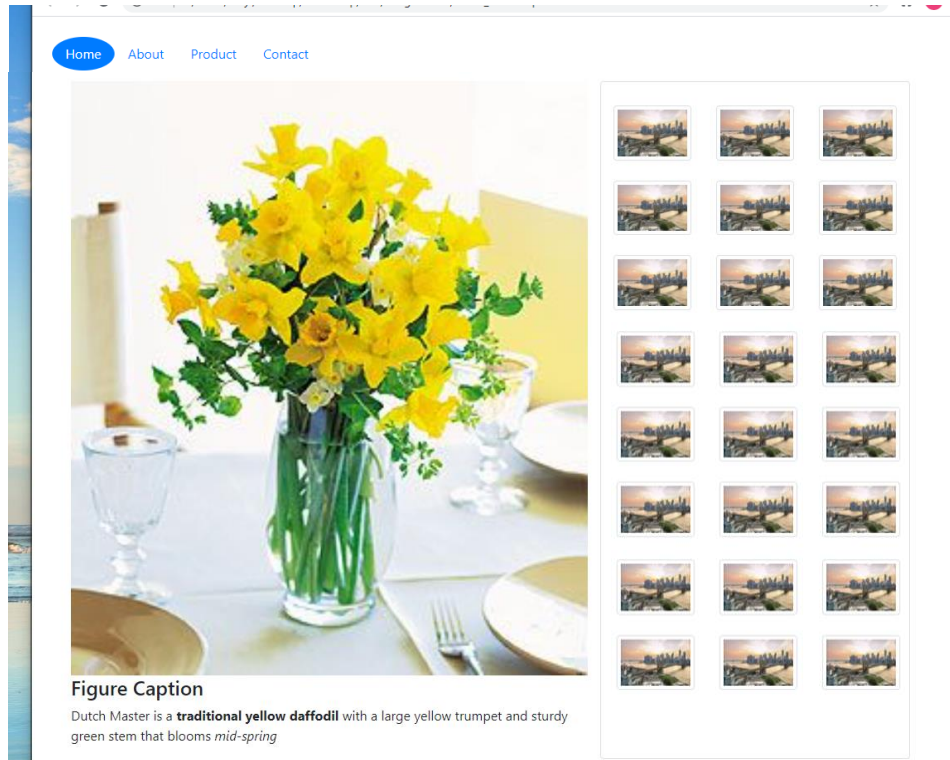 Home About Product Contact
Figure Caption
Dutch Master is a traditional yellow daffodil with a large yellow trumpet and sturdy
green stem that blooms mid-spring